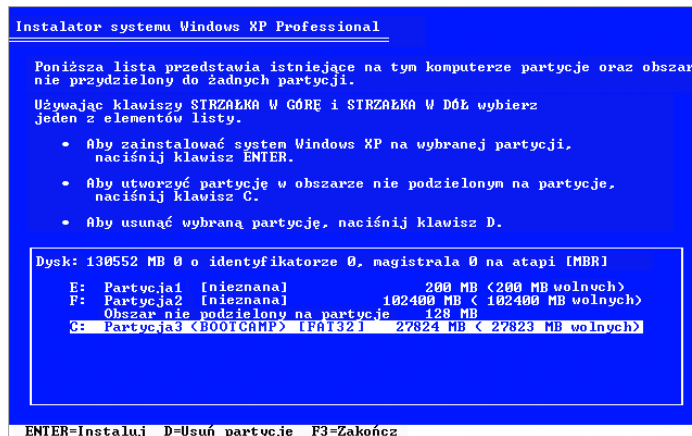 Instalator systemu Windows XP Professional
Poniższa lista przedstawia istniejące na tym komputerze partycje oraz obszar
nie przydzielony do żadnych partycji.
Używając klawiszy STRZAŁKA W GÓRĘ i STRZAŁKA W DÓŁ wybierz
jeden z elementów listy.
• Aby zainstalować system Windows XP na wybranej partycji,
naciśnij klawisz ENTER.
• Aby utworzyć partycję w obszarze nie podzielonym na partycje,
naciśnij klawisz C.
• Aby usunąć wybraną partycję, naciśnij klawisz D.
Dysk: 130552 MB 0 o identyfikatorze 0, magistrala 0 na atapi [MBR]
E: Partycja1 [nieznana] 200 MB (200 MB wolnych)
F: Partycja2 [nieznana] 102400 MB ( 102400 MB wolnych)
Obszar nie podzielony na partycje 128 MB
C: Partycja3 (BOOTCAMP) [FAT32] 27824 MB ( 27823 MB wolnych)
ENTER=Instaluj D=Usuń partycję F3=Zakończ